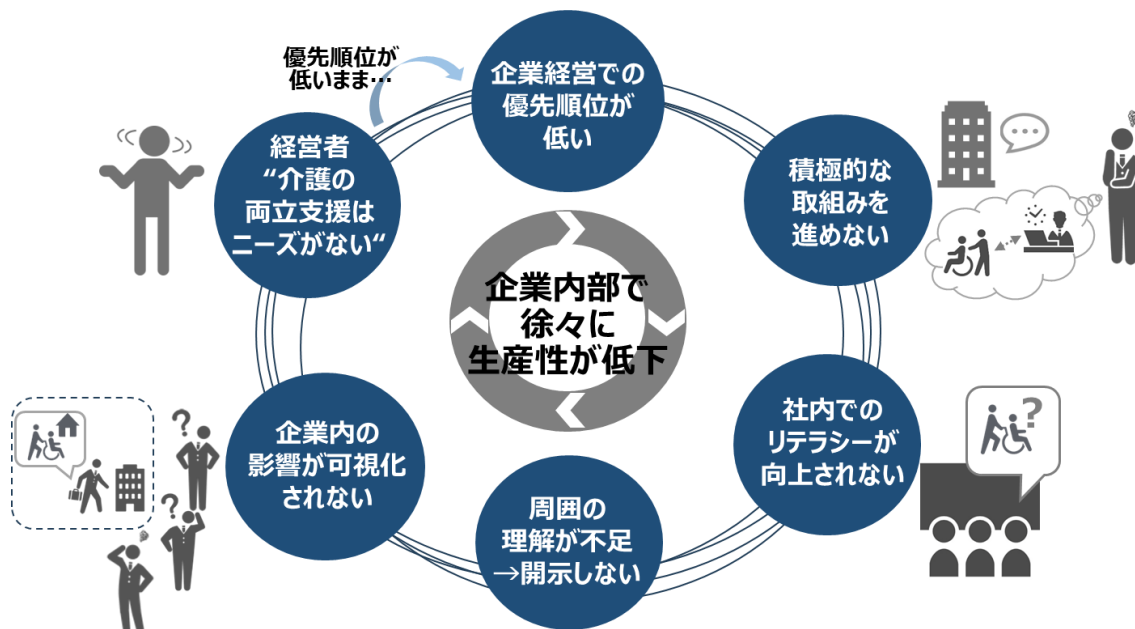 優先順位が
低いまま…
企業経営での
優先順位が
低い
積極的な
取組みを
進めない
社内での
リテラシーが
向上されない
周囲の
理解が不足
→開示しない
企業内の
影響が可視化
されない
経営者
“介護の
両立支援は
ニーズがない“
企業内部で
徐々に
生産性が低下
?
?
?
?